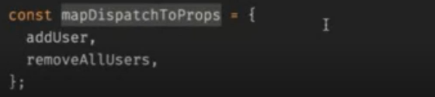 const mapDispatchToProps = {
  addUser,
  removeAllUsers,
};